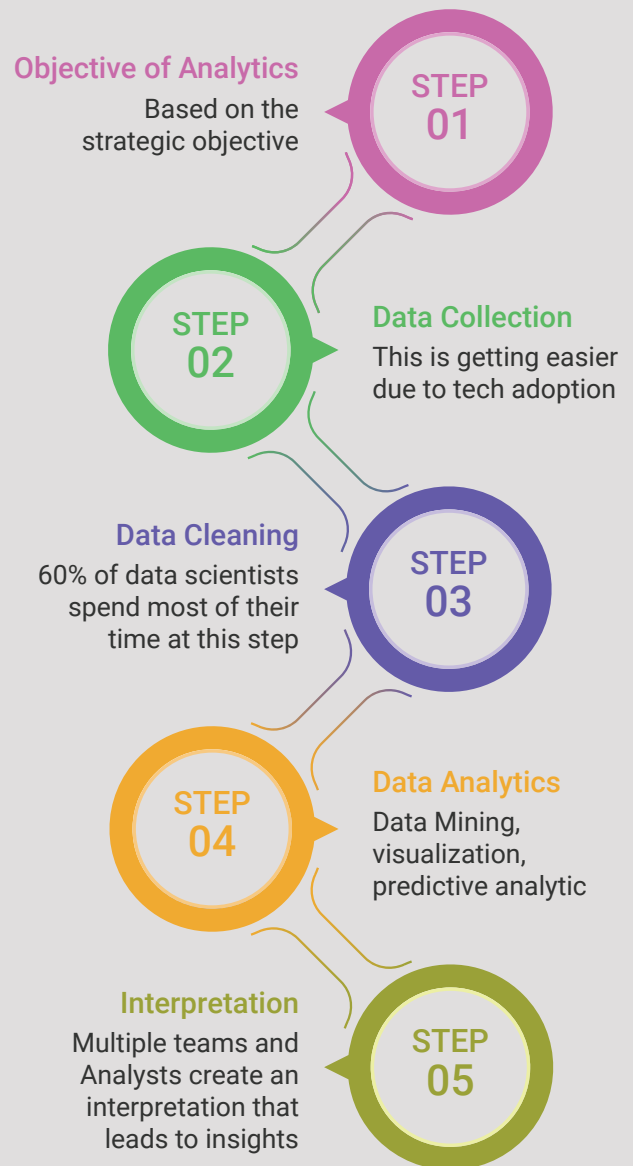 Objective of Analytics
Based on the
strategic objective
STEP
01
STEP
02
Data Collection
This is getting easier
due to tech adoption
Data Cleaning
60% of data scientists
spend most of their
time at this step
STEP
03
STEP
04
Data Analytics
Data Mining,
visualization,
predictive analytic
Interpretation
Multiple teams and
Analysts create an
interpretation that
leads to insights
STEP
05